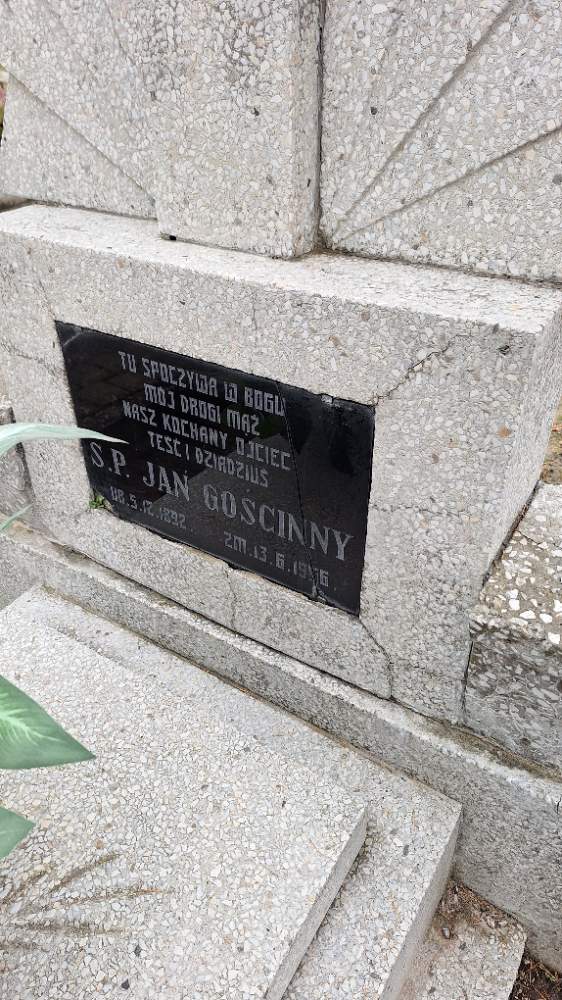 TU SPOCZYWA W BOGU
MÓJ DROGI MĄŻ
NASZ KOCHANY OJCIEC
TEŚĆ I DZIADZIUŚ
Ś.P. JAN GOŚCINNY
UR.5.12.1892
ZM.13.6.